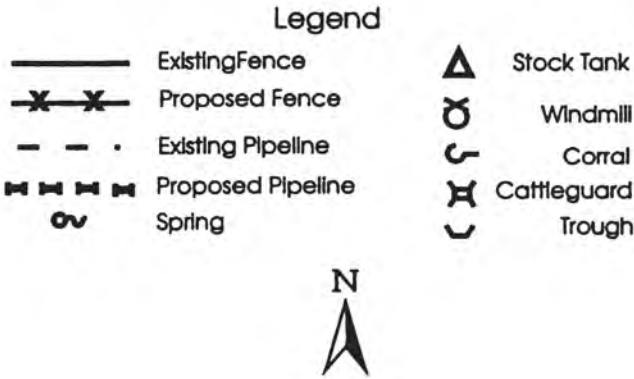 Legend
ExistingFence
Proposed Fence
Existing Pipeline
Proposed Pipeline
Spring
Stock Tank
Windmill
Corral
Cattleguard
Trough
N